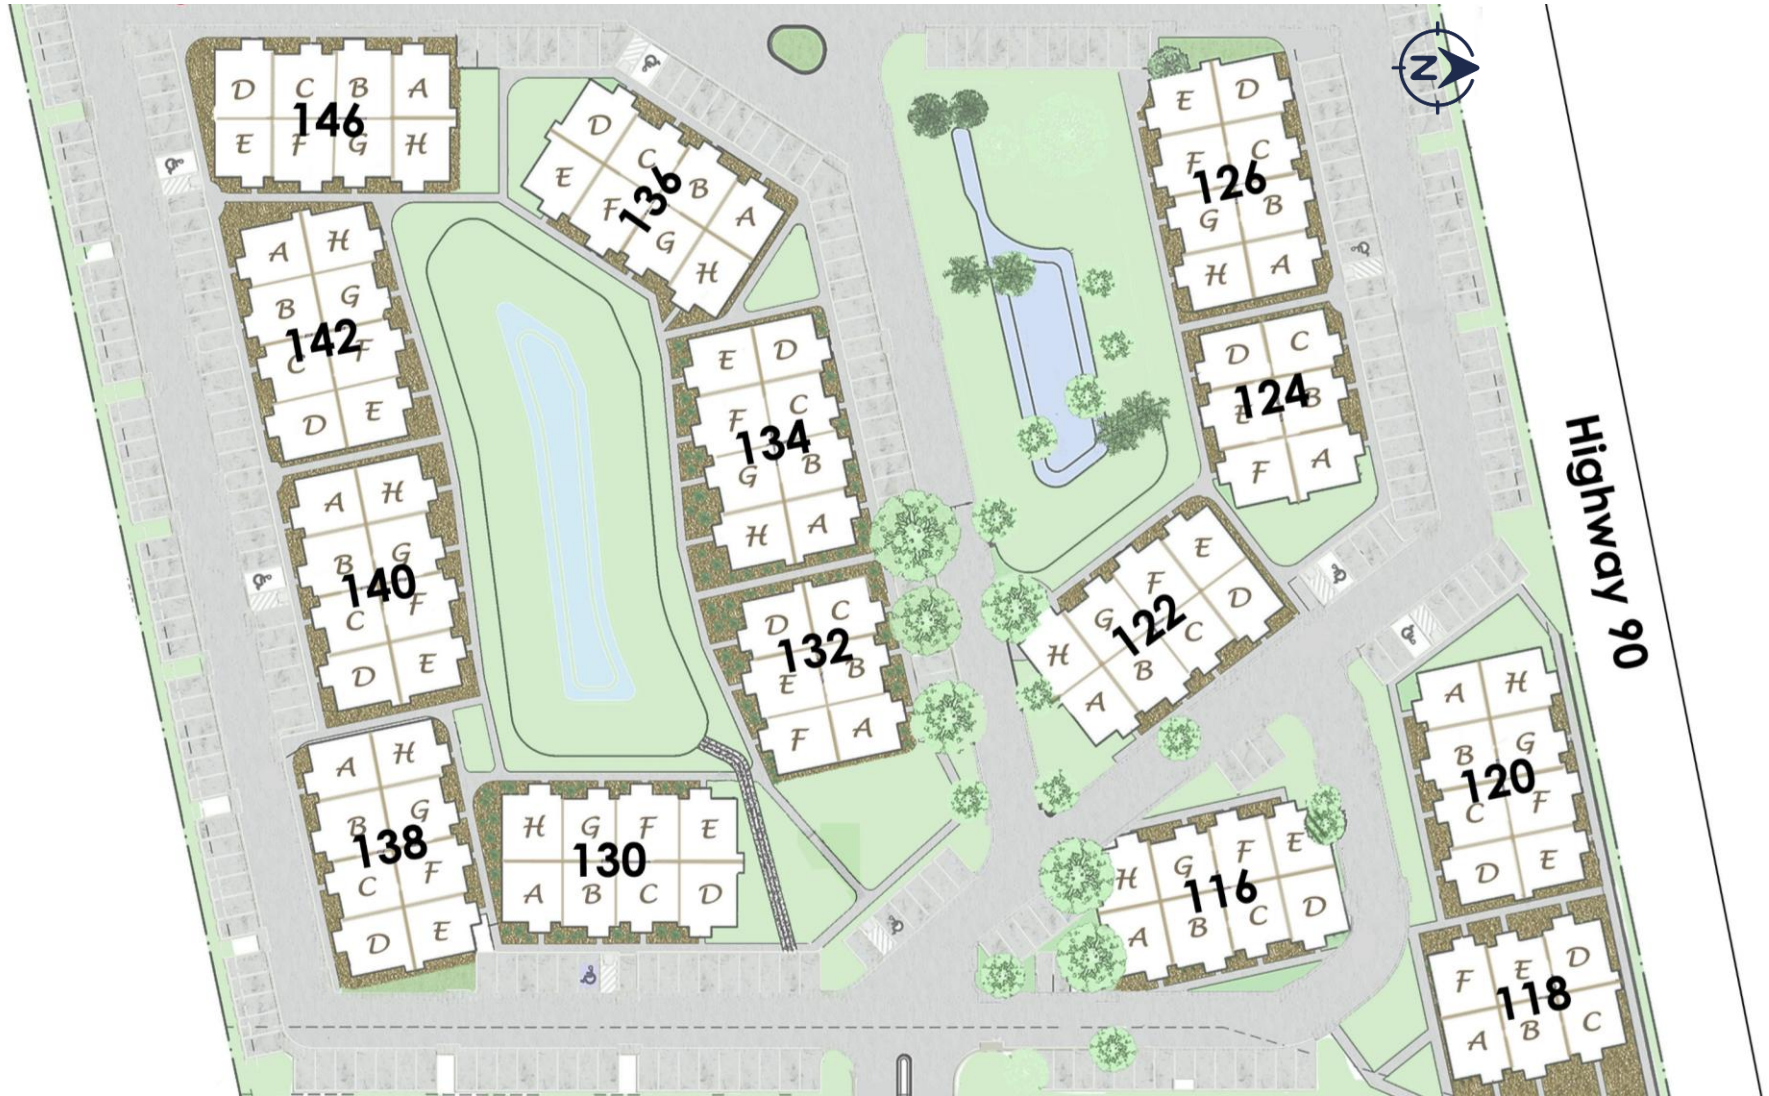 N
D C B A
146
E F G H
D
C
B
E
A
F
136
G
H
E D
F C
126
G B
H A
A H
B G
142
C F
D E
E D
F C
134
G B
H A
D C
124
E B
F A
Highway 90
A H
B G
140
C F
D E
D C
132
E B
F A
E
F
D
G
122
C
H
B
A
A H
B G
120
C F
D E
A H
B G
138
C F
D E
H G F E
130
A B C D
H G F E
116
A B C D
F E D
118
A B C